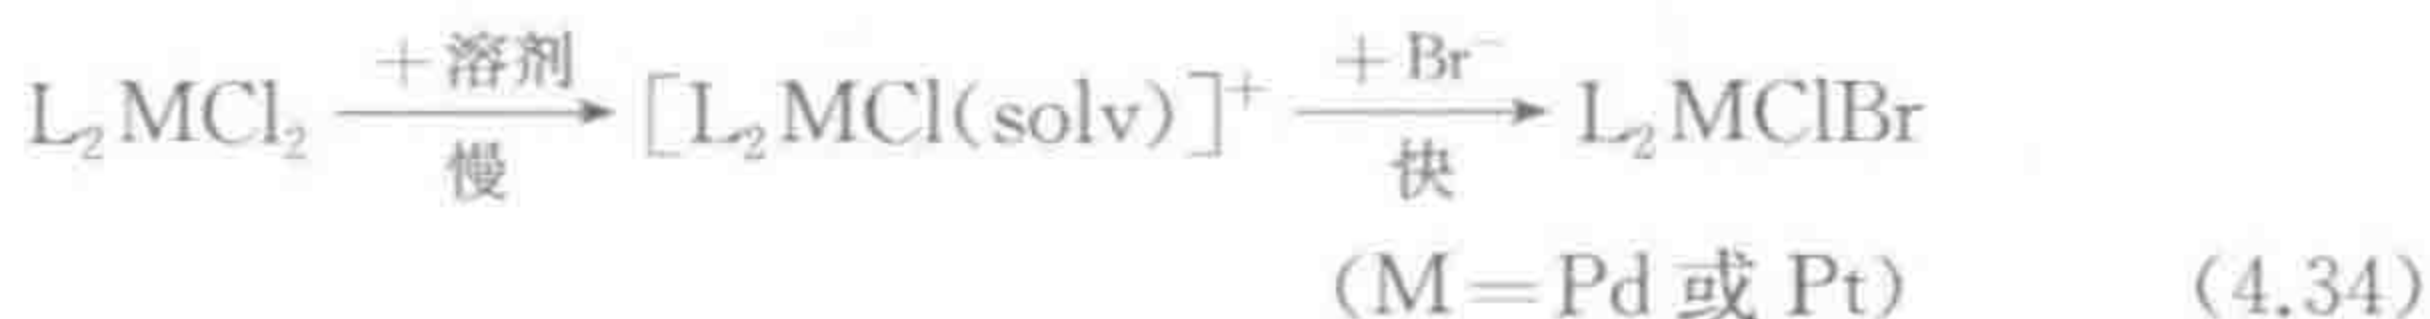 L₂MCl₂ —+溶剂/慢→ [L₂MCl(solv)]⁺ —+Br⁻/快→ L₂MClBr
(M=Pd 或 Pt) (4.34)